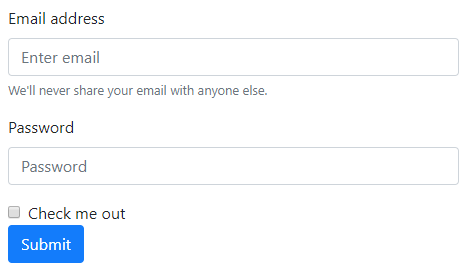 Email address
Enter email
We'll never share your email with anyone else.
Password
Password
Check me out
Submit